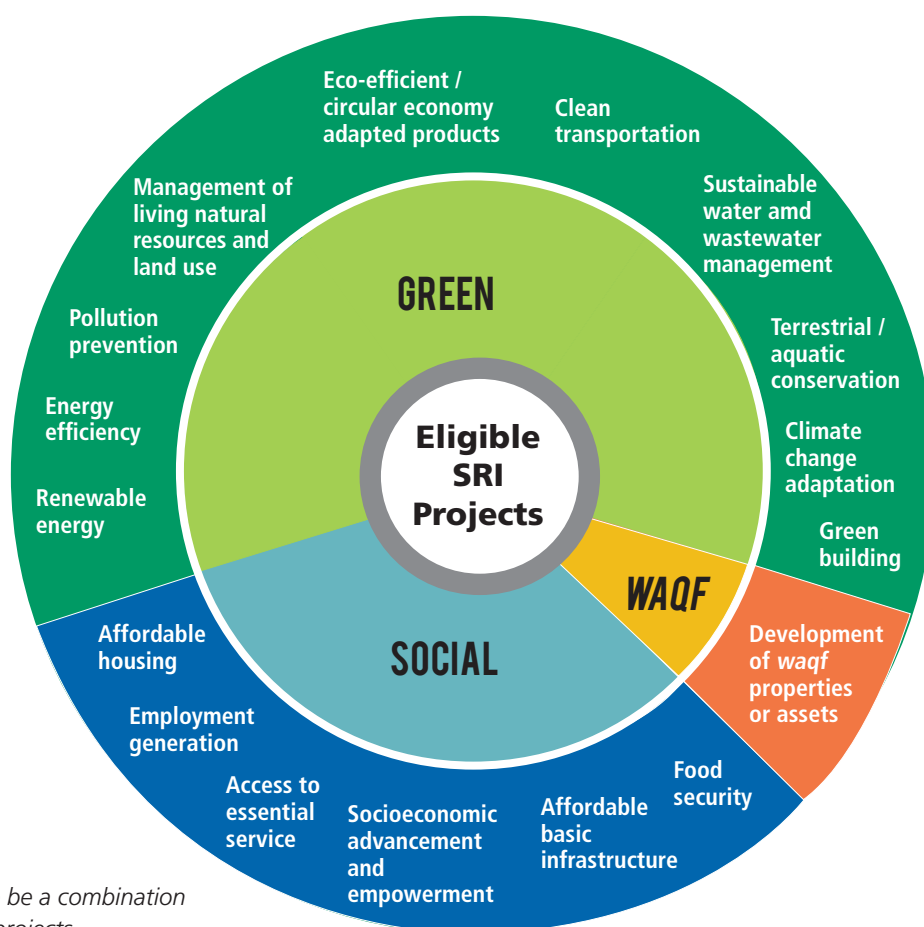 Eco-efficient /
circular economy
adapted products
Clean
transportation
Management of
living natural
resources and
land use
Sustainable
water amd
wastewater
management
Pollution
prevention
Terrestrial /
aquatic
conservation
Energy
efficiency
Climate
change
adaptation
Renewable
energy
Green
building
GREEN
Eligible
SRI
Projects
WAQF
SOCIAL
Development
of waqf
properties
or assets
Affordable
housing
Employment
generation
Access to
essential
service
Socioeconomic
advancement
and
empowerment
Affordable
basic
infrastructure
Food
security
be a combination
projects